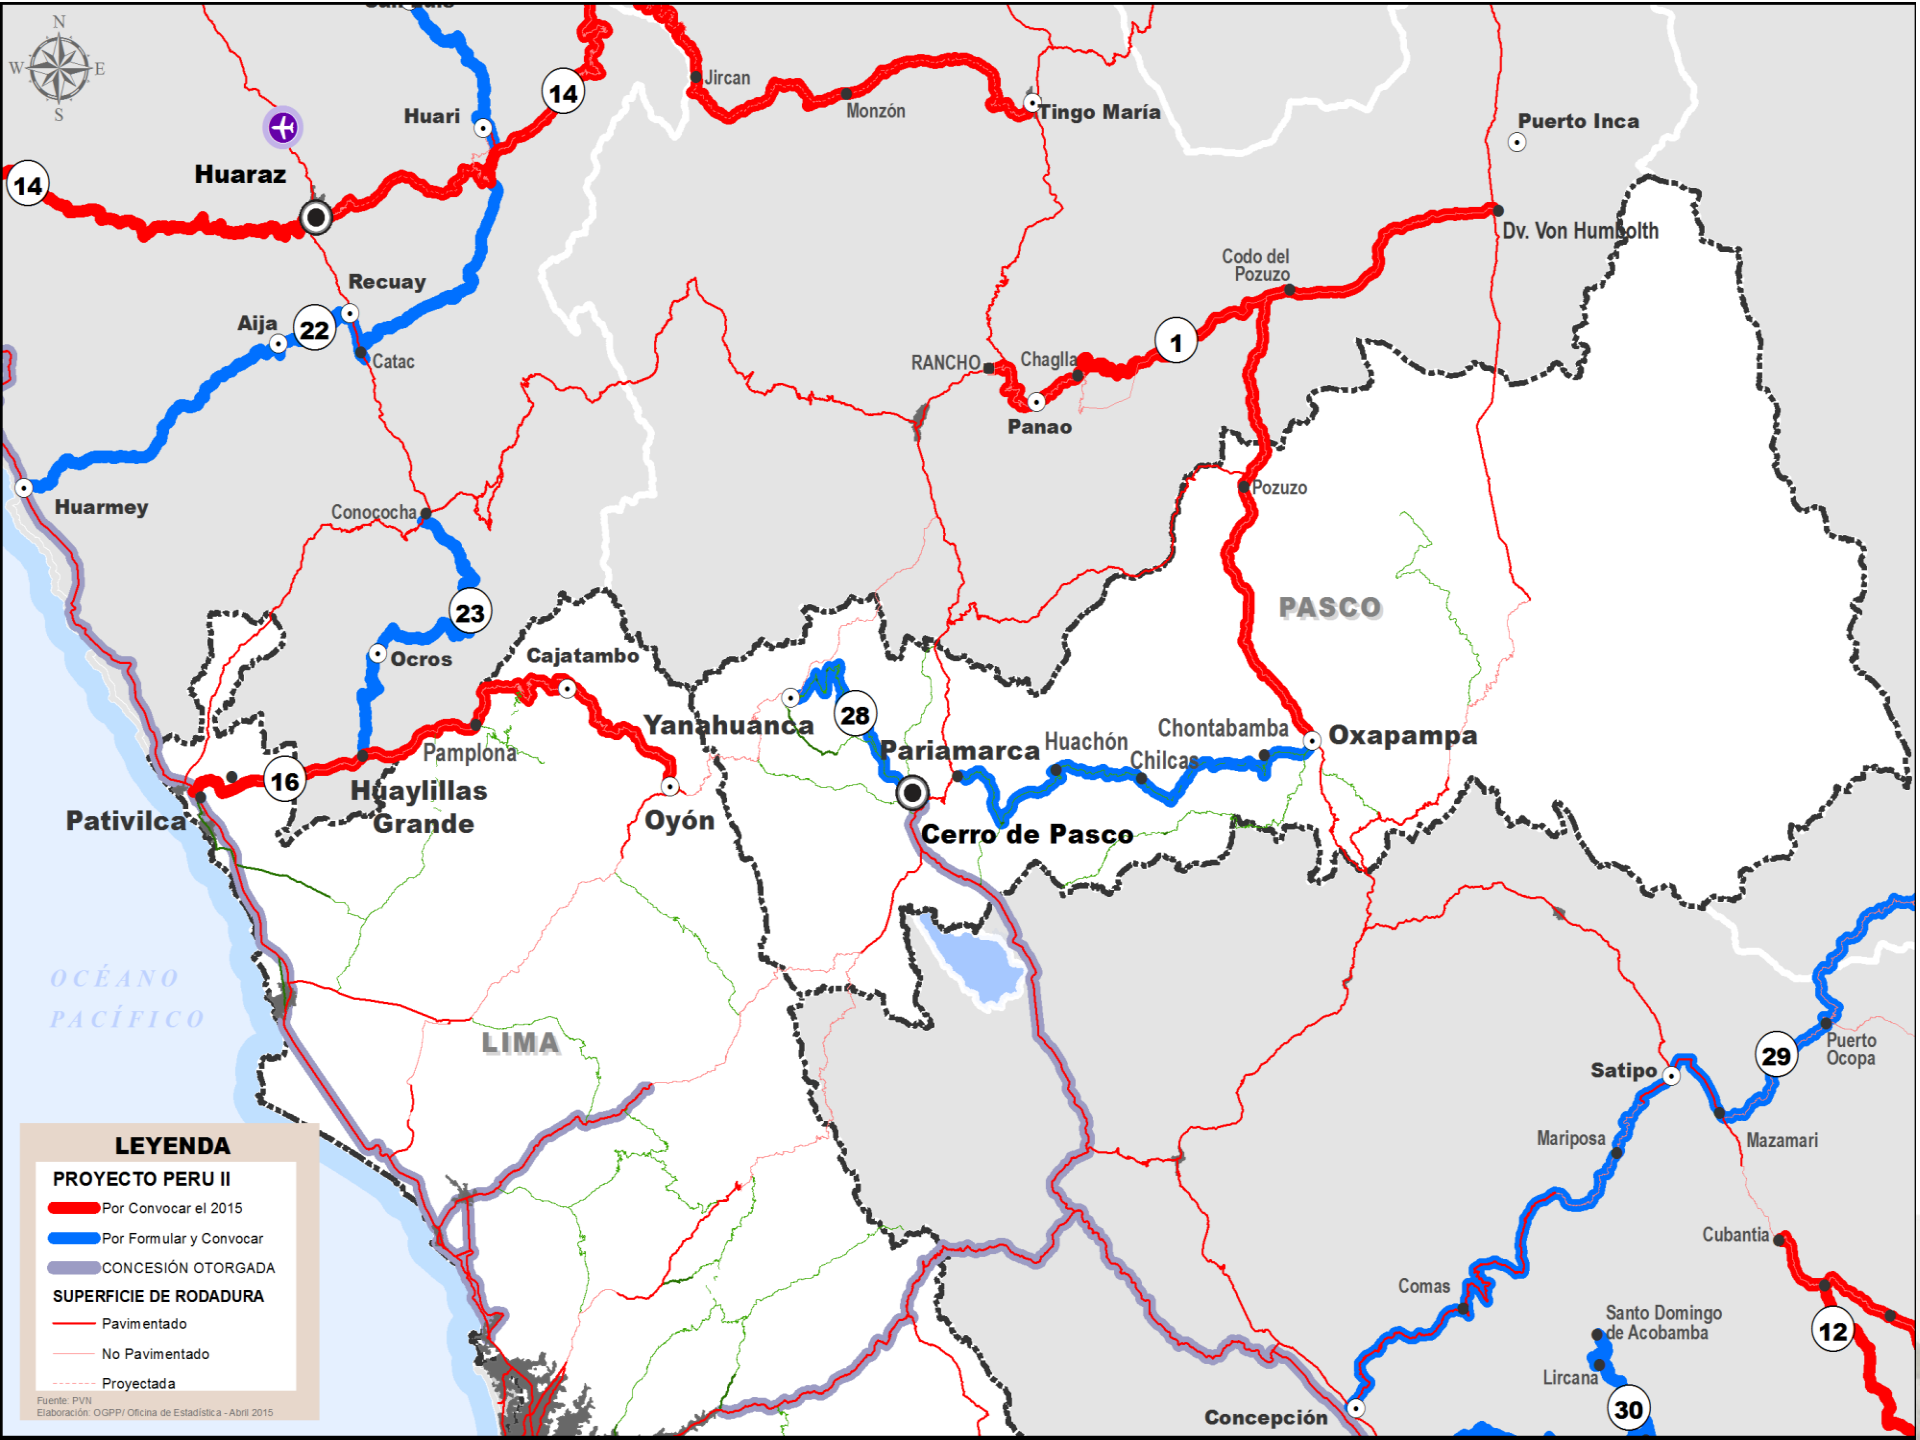 San Luis
N
W
E
S
14
Jircan
Monzón
Tingo María
Huari
Puerto Inca
Huaraz
14
Dv. Von Humbolth
Codo del
Pozuzo
Recuay
Aija
22
Catac
1
RANCHO
Chaglla
Panao
Pozuzo
Huarmey
Conococha
23
PASCO
Ocros
Cajatambo
Yanahuanca
28
Pariamarca
Huachón
Chilcas
Chontabamba
Oxapampa
Pamplona
16
Huaylillas
Grande
Pativilca
Oyón
Cerro de Pasco
OCÉANO
PACÍFICO
LIMA
29
Puerto
Ocopa
Satipo
Mariposa
Mazamari
Cubantia
Comas
Santo Domingo
de Acobamba
12
Lircana
30
Concepción
LEYENDA
PROYECTO PERU II
Por Convocar el 2015
Por Formular y Convocar
CONCESIÓN OTORGADA
SUPERFICIE DE RODADURA
Pavimentado
No Pavimentado
Proyectada
Fuente: PVN
Elaboración: OGPP/ Oficina de Estadística - Abril 2015